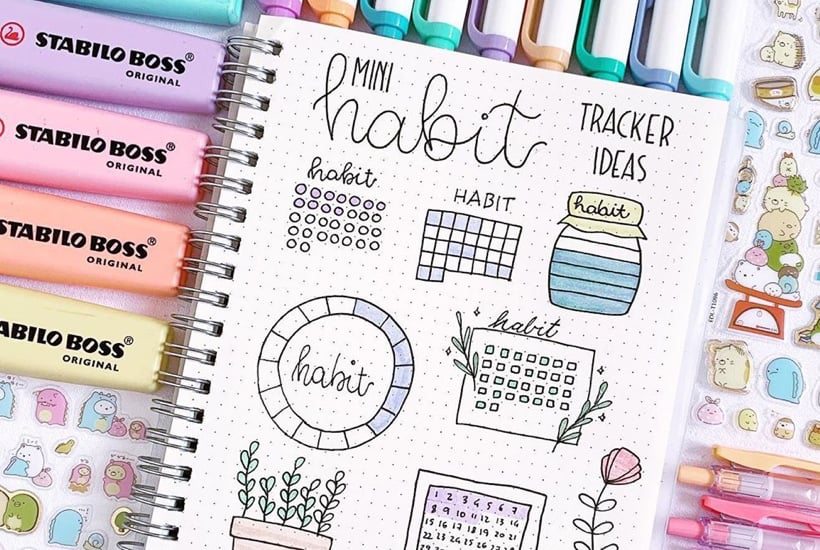 STABILO BOSS®
ORIGINAL
STABILO BOSS®
ORIGINAL
STABILO BOSS®
ORIGINAL
ABILO BOSS®
ORIGINAL
MINI
habit
TRACKER
IDEAS
habit
HABIT
habit
habit
habit
1 2 3 4 5 6 7
8 9 10 11 12 13 14
15 16 17 18 19 20 21
22 23 24 25 26 27 28